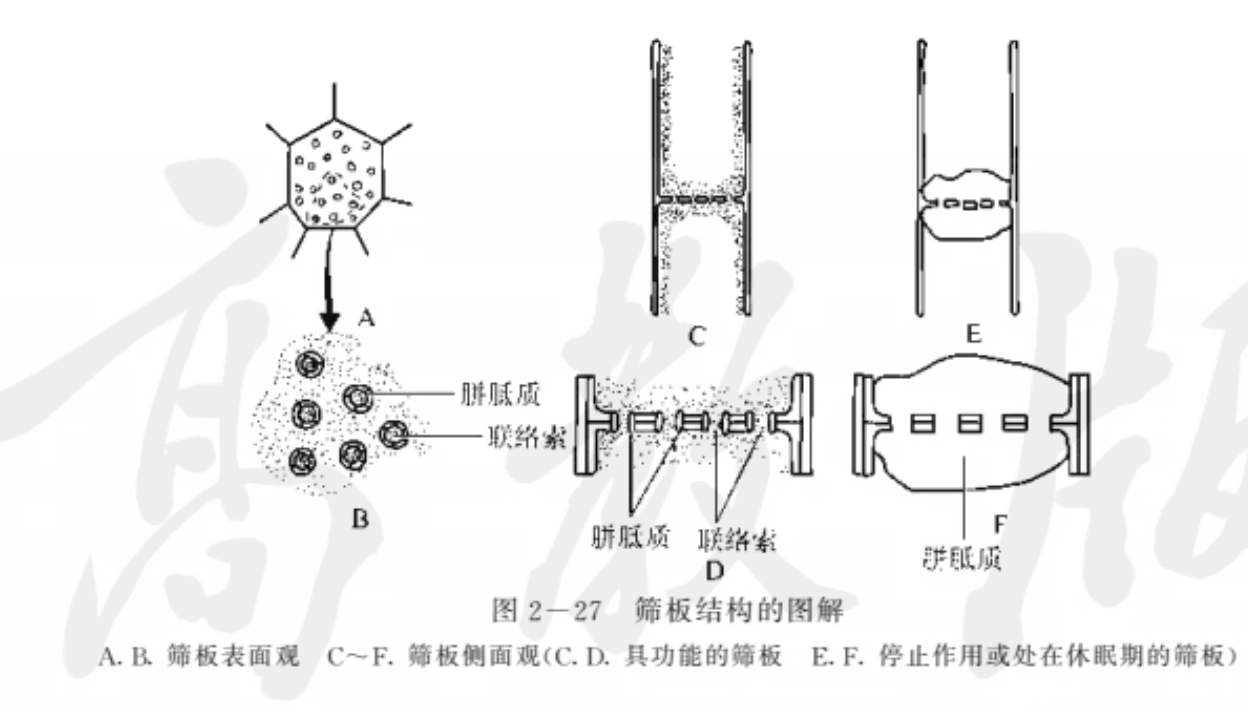 A
胼胝质
联络索
B
C
胼胝质
联络索
D
E
F
胼胝质
图 2—27 筛板结构的图解
A. B. 筛板表面观 C～F. 筛板侧面观(C. D. 具功能的筛板 E. F. 停止作用或处在休眠期的筛板)